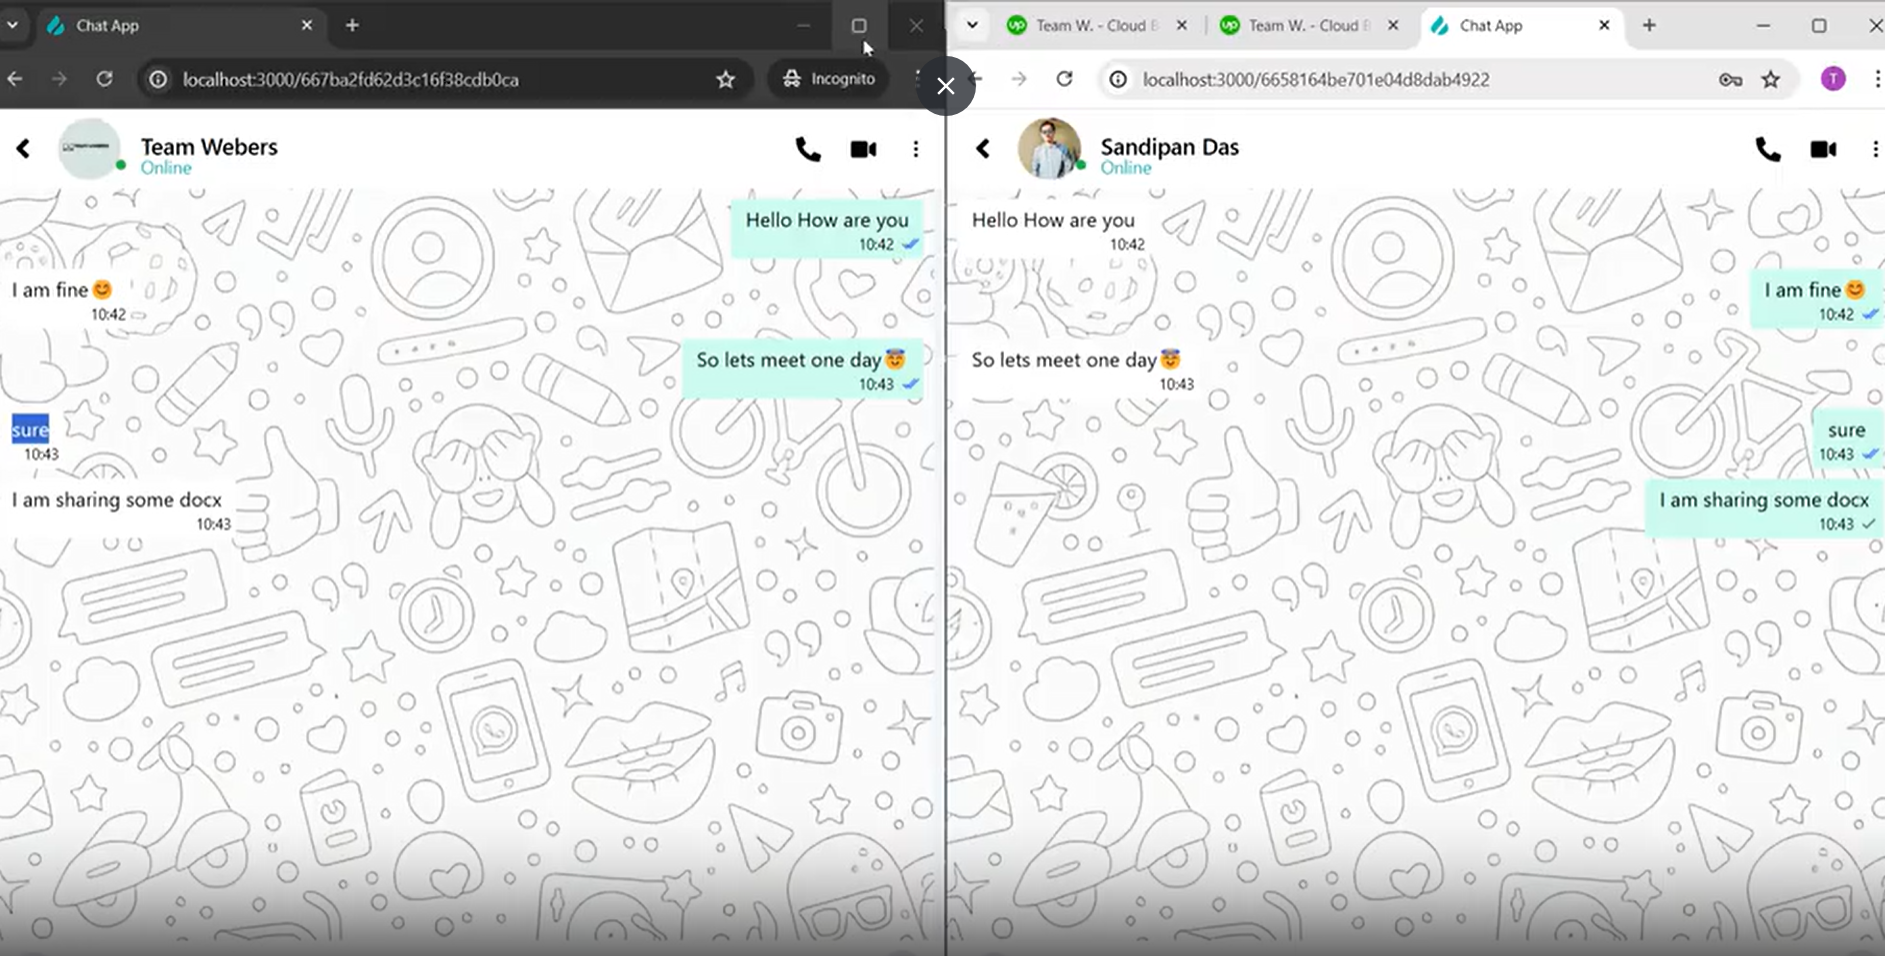 Chat App
localhost:3000/667ba2fd62d3c16f38cdb0ca
Incognito
Team Webers
Online
Hello How are you
10:42
I am fine😊
10:42
So lets meet one day😇
10:43
sure
10:43
I am sharing some docx
10:43
Team W. - Cloud
Team W. - Cloud
Chat App
localhost:3000/6658164be701e04d8dab4922
T
Sandipan Das
Online
Hello How are you
10:42
I am fine😊
10:42
So lets meet one day😇
10:43
sure
10:43
I am sharing some docx
10:43